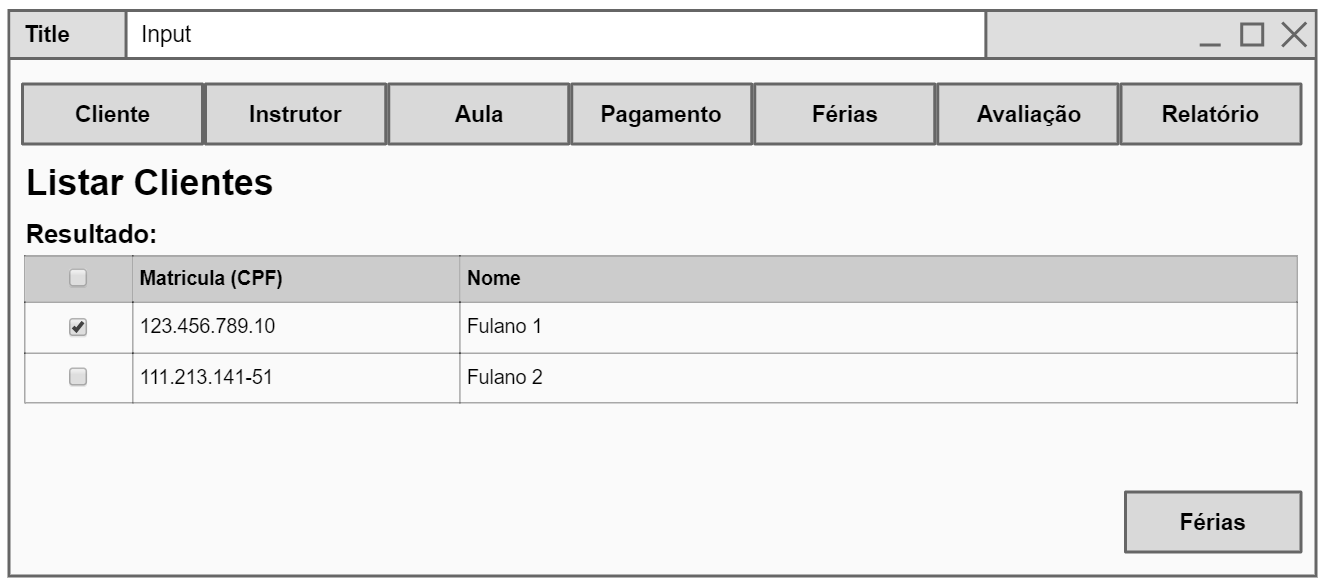 Title Input
Cliente Instrutor Aula Pagamento Férias Avaliação Relatório
Listar Clientes
Resultado:
Matricula (CPF) Nome
123.456.789.10 Fulano 1
111.213.141-51 Fulano 2
Férias